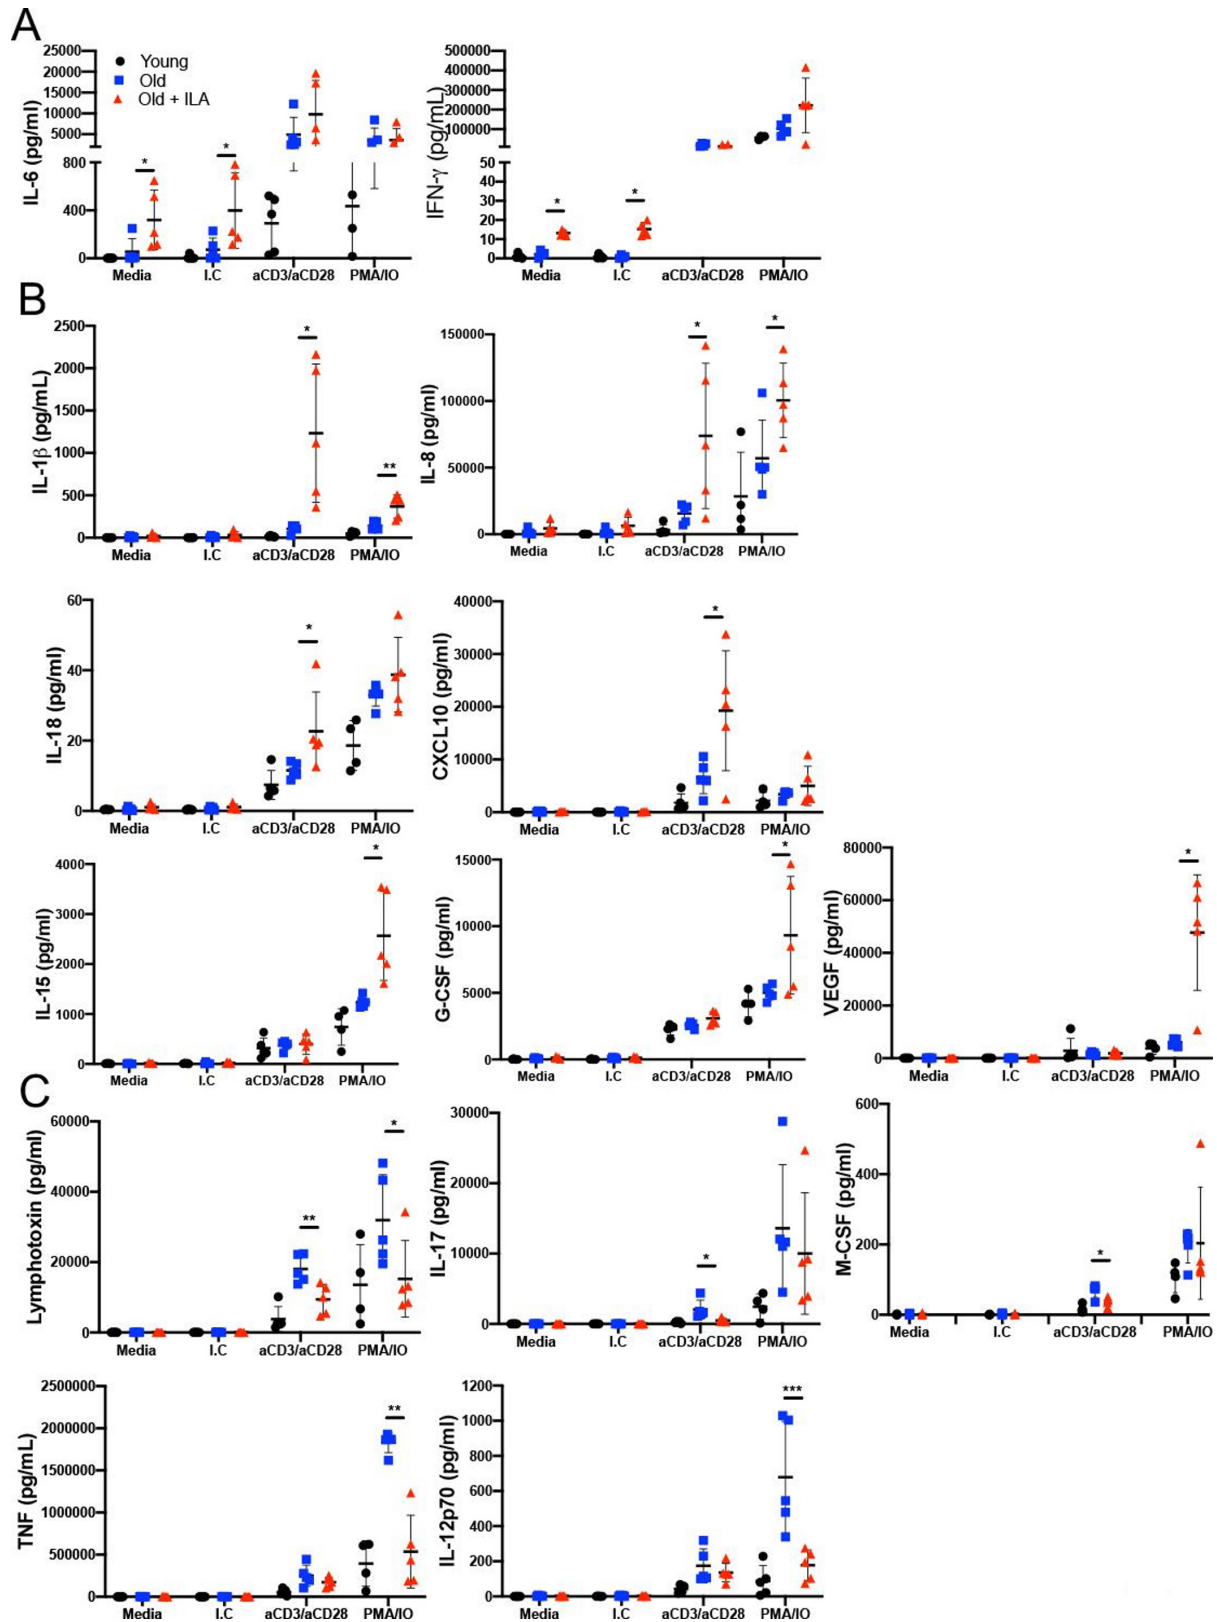 A
IL-6 (pg/ml)
25000
20000
15000
10000
5000
800
400
0
Young
Old
Old + ILA
*
*
Media
I.C
aCD3/aCD28
PMA/IO
IFN-γ (pg/mL)
500000
400000
300000
200000
100000
50
40
30
20
10
0
*
*
Media
I.C
aCD3/aCD28
PMA/IO
B
IL-1β (pg/mL)
2500
2000
1500
1000
500
0
*
**
Media
I.C
aCD3/aCD28
PMA/IO
IL-8 (pg/ml)
150000
100000
50000
0
*
*
Media
I.C
aCD3/aCD28
PMA/IO
IL-18 (pg/ml)
60
40
20
0
*
Media
I.C
aCD3/aCD28
PMA/IO
CXCL10 (pg/ml)
40000
30000
20000
10000
0
*
Media
I.C
aCD3/aCD28
PMA/IO
IL-15 (pg/ml)
4000
3000
2000
1000
0
*
Media
I.C
aCD3/aCD28
PMA/IO
G-CSF (pg/ml)
15000
10000
5000
0
*
Media
I.C
aCD3/aCD28
PMA/IO
VEGF (pg/ml)
80000
60000
40000
20000
0
*
Media
I.C
aCD3/aCD28
PMA/IO
C
Lymphotoxin (pg/ml)
60000
40000
20000
0
**
*
Media
I.C
aCD3/aCD28
PMA/IO
IL-17 (pg/ml)
30000
20000
10000
0
*
Media
I.C
aCD3/aCD28
PMA/IO
M-CSF (pg/ml)
600
400
200
0
*
Media
I.C
aCD3/aCD28
PMA/IO
TNF (pg/mL)
2500000
2000000
1500000
1000000
500000
0
**
Media
I.C
aCD3/aCD28
PMA/IO
IL-12p70 (pg/ml)
1200
1000
800
600
400
200
0
***
Media
I.C
aCD3/aCD28
PMA/IO